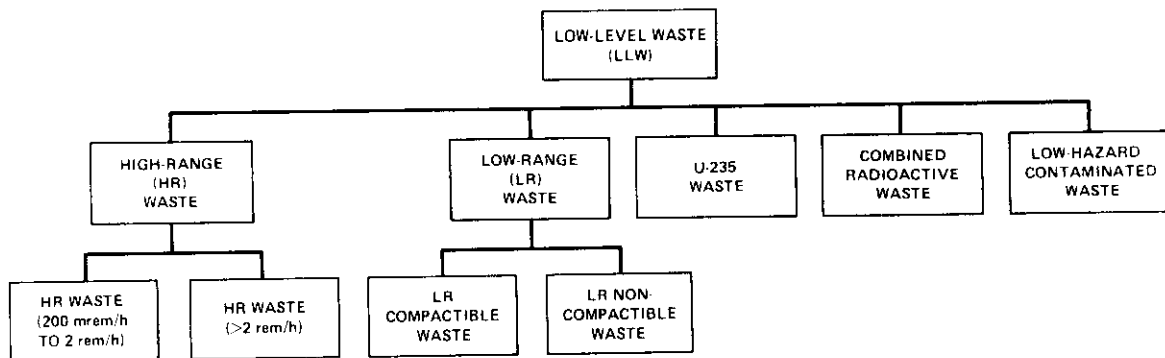 LOW-LEVEL WASTE
(LLW)
HIGH-RANGE
(HR)
WASTE
LOW-RANGE
(LR)
WASTE
U-235
WASTE
COMBINED
RADIOACTIVE
WASTE
LOW-HAZARD
CONTAMINATED
WASTE
HR WASTE
(200 mrem/h
TO 2 rem/h)
HR WASTE
(>2 rem/h)
LR
COMPACTIBLE
WASTE
LR NON-
COMPACTIBLE
WASTE